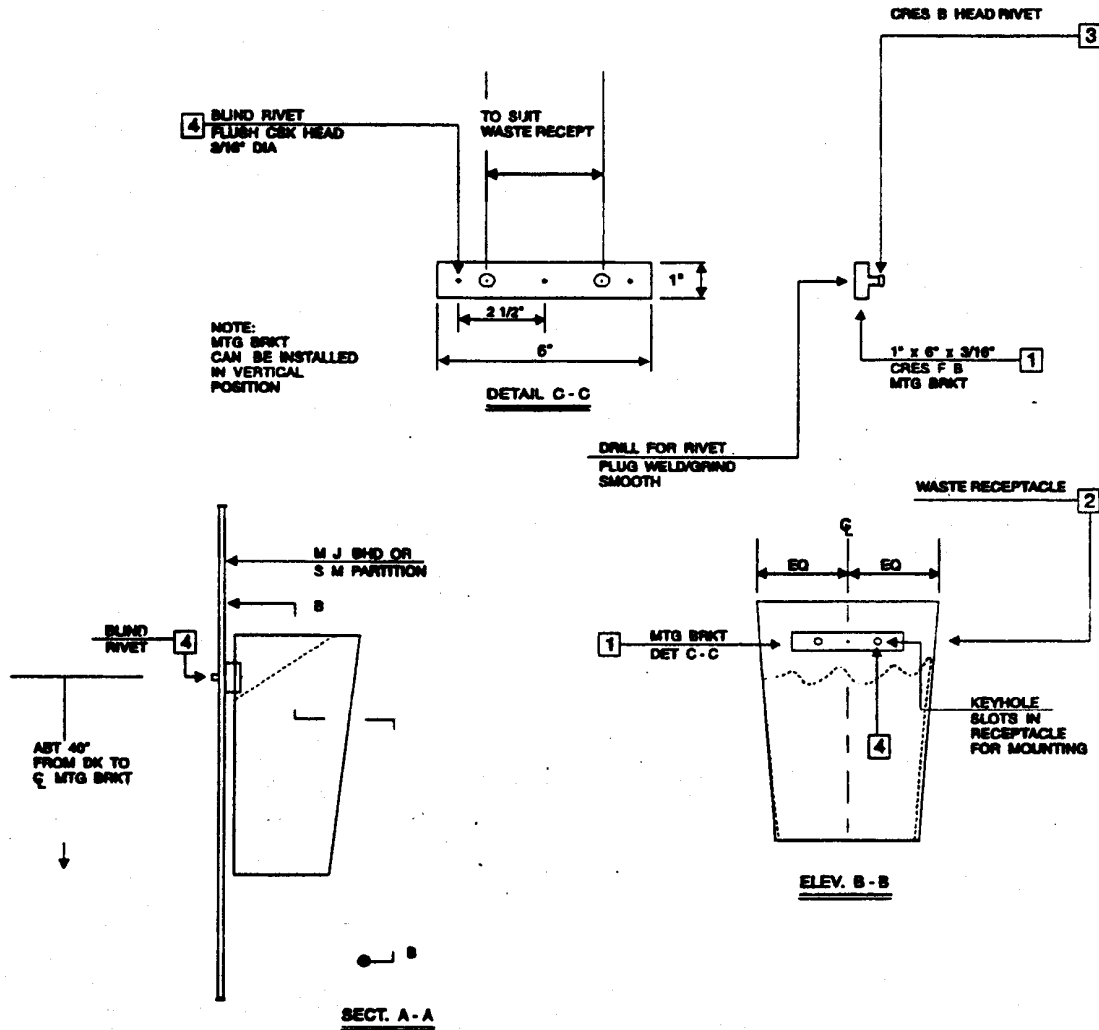 CRES B HEAD RIVET
3
4
BLIND RIVET
FLUSH CSK HEAD
3/16" DIA
TO SUIT
WASTE RECEPT
1"
2 1/2"
6"
NOTE:
MTG BRKT
CAN BE INSTALLED
IN VERTICAL
POSITION
DETAIL C - C
1" x 6" x 3/16"
CRES F B
MTG BRKT
1
DRILL FOR RIVET
PLUG WELD/GRIND
SMOOTH
WASTE RECEPTACLE
2
M J BHD OR
S M PARTITION
B
BLIND
RIVET
4
ABT 40"
FROM DK TO
℄ MTG BRKT
B
SECT. A - A
℄
EQ
EQ
1
MTG BRKT
DET C - C
4
KEYHOLE
SLOTS IN
RECEPTACLE
FOR MOUNTING
ELEV. B - B